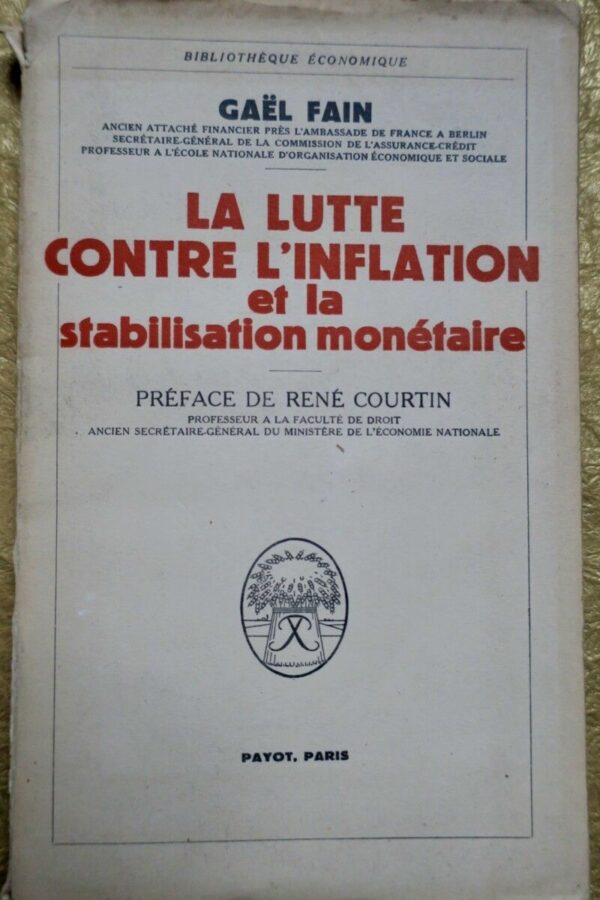 BIBLIOTHÈQUE ÉCONOMIQUE
GAËL FAIN
ANCIEN ATTACHÉ FINANCIER PRÈS L'AMBASSADE DE FRANCE A BERLIN
SECRÉTAIRE-GÉNÉRAL DE LA COMMISSION DE L'ASSURANCE-CRÉDIT
PROFESSEUR A L'ÉCOLE NATIONALE D'ORGANISATION ÉCONOMIQUE ET SOCIALE
LA LUTTE
CONTRE L'INFLATION
et la
stabilisation monétaire
PRÉFACE DE RENÉ COURTIN
PROFESSEUR A LA FACULTÉ DE DROIT
ANCIEN SECRÉTAIRE-GÉNÉRAL DU MINISTÈRE DE L'ÉCONOMIE NATIONALE
PAYOT, PARIS